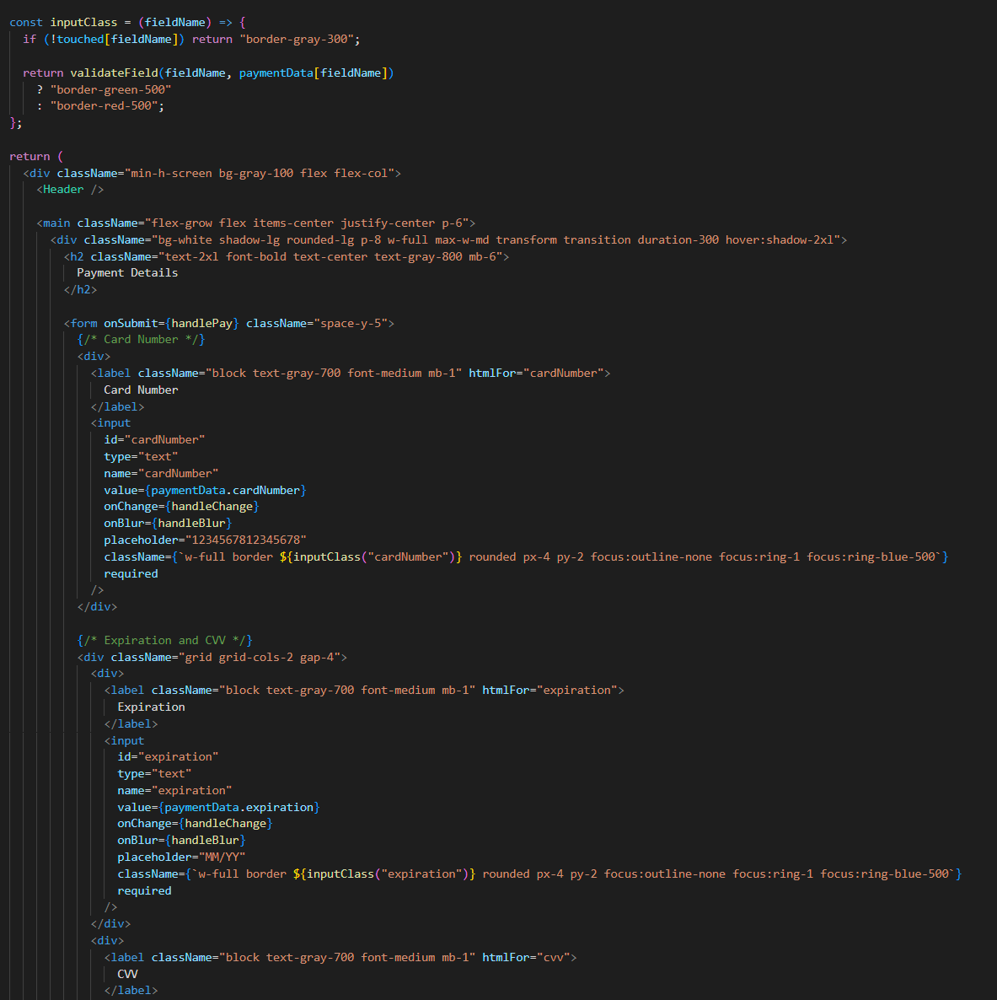 const inputClass = (fieldName) => {
if (!touched[fieldName]) return "border-gray-300";
return validateField(fieldName, paymentData[fieldName])
? "border-green-500"
: "border-red-500";
};
return (
<div className="min-h-screen bg-gray-100 flex flex-col">
<Header />
<main className="flex-grow flex items-center justify-center p-6">
<div className="bg-white shadow-lg rounded-lg p-8 w-full max-w-md transform transition duration-300 hover:shadow-2xl">
<h2 className="text-2xl font-bold text-center text-gray-800 mb-6">
Payment Details
</h2>
<form onSubmit={handlePay} className="space-y-5">
{/* Card Number */}
<div>
<label className="block text-gray-700 font-medium mb-1" htmlFor="cardNumber">
Card Number
</label>
<input
id="cardNumber"
type="text"
name="cardNumber"
value={paymentData.cardNumber}
onChange={handleChange}
onBlur={handleBlur}
placeholder="1234567812345678"
className={`w-full border ${inputClass("cardNumber")} rounded px-4 py-2 focus:outline-none focus:ring-1 focus:ring-blue-500`}
required
/>
</div>
{/* Expiration and CVV */}
<div className="grid grid-cols-2 gap-4">
<div>
<label className="block text-gray-700 font-medium mb-1" htmlFor="expiration">
Expiration
</label>
<input
id="expiration"
type="text"
name="expiration"
value={paymentData.expiration}
onChange={handleChange}
onBlur={handleBlur}
placeholder="MM/YY"
className={`w-full border ${inputClass("expiration")} rounded px-4 py-2 focus:outline-none focus:ring-1 focus:ring-blue-500`}
required
/>
</div>
<div>
<label className="block text-gray-700 font-medium mb-1" htmlFor="cvv">
CVV
</label>